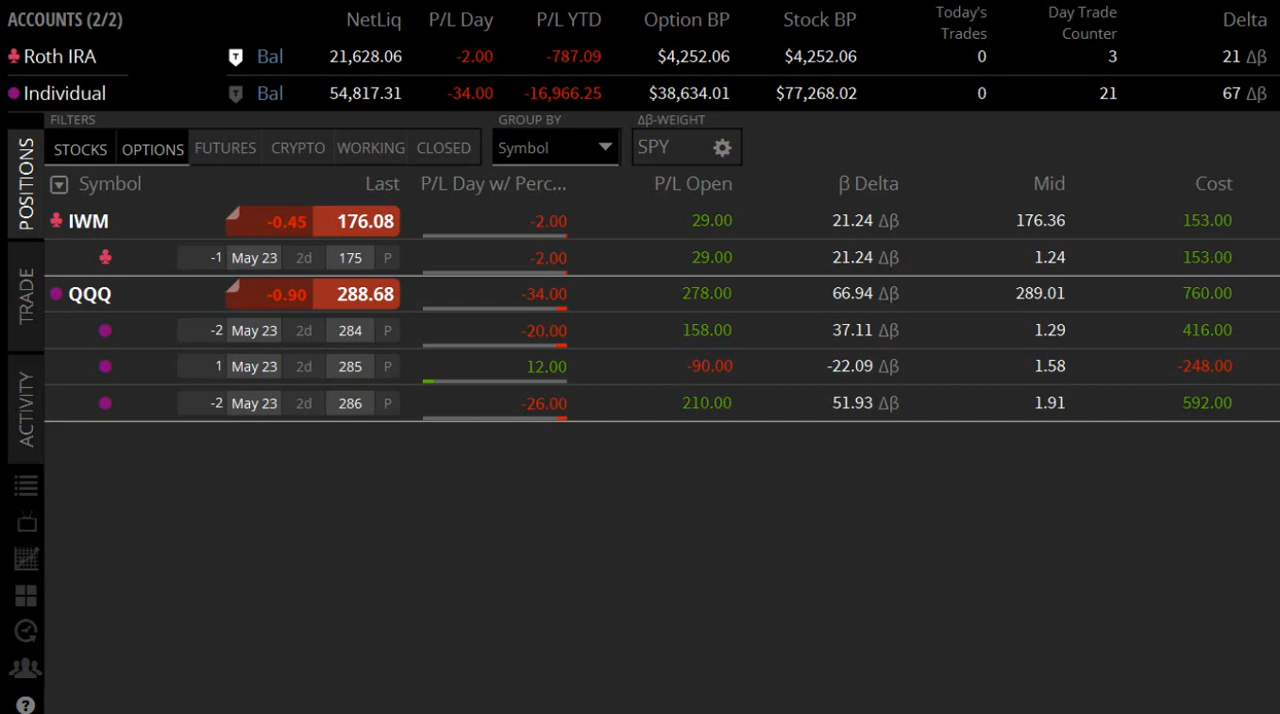 ACCOUNTS (2/2) NetLiq P/L Day P/L YTD Option BP Stock BP Today's Trades Day Trade Counter Delta
Roth IRA T Bal 21,628.06 -2.00 -787.09 $4,252.06 $4,252.06 0 3 21 Δβ
Individual T Bal 54,817.31 -34.00 -16,966.25 $38,634.01 $77,268.02 0 21 67 Δβ
FILTERS GROUP BY Δβ-WEIGHT
STOCKS OPTIONS FUTURES CRYPTO WORKING CLOSED Symbol SPY
POSITIONS
TRADE
ACTIVITY
Symbol Last P/L Day w/ Perc... P/L Open β Delta Mid Cost
IWM -0.45 176.08 -2.00 29.00 21.24 Δβ 176.36 153.00
-1 May 23 2d 175 P -2.00 29.00 21.24 Δβ 1.24 153.00
QQQ -0.90 288.68 -34.00 278.00 66.94 Δβ 289.01 760.00
-2 May 23 2d 284 P -20.00 158.00 37.11 Δβ 1.29 416.00
1 May 23 2d 285 P 12.00 -90.00 -22.09 Δβ 1.58 -248.00
-2 May 23 2d 286 P -26.00 210.00 51.93 Δβ 1.91 592.00
?